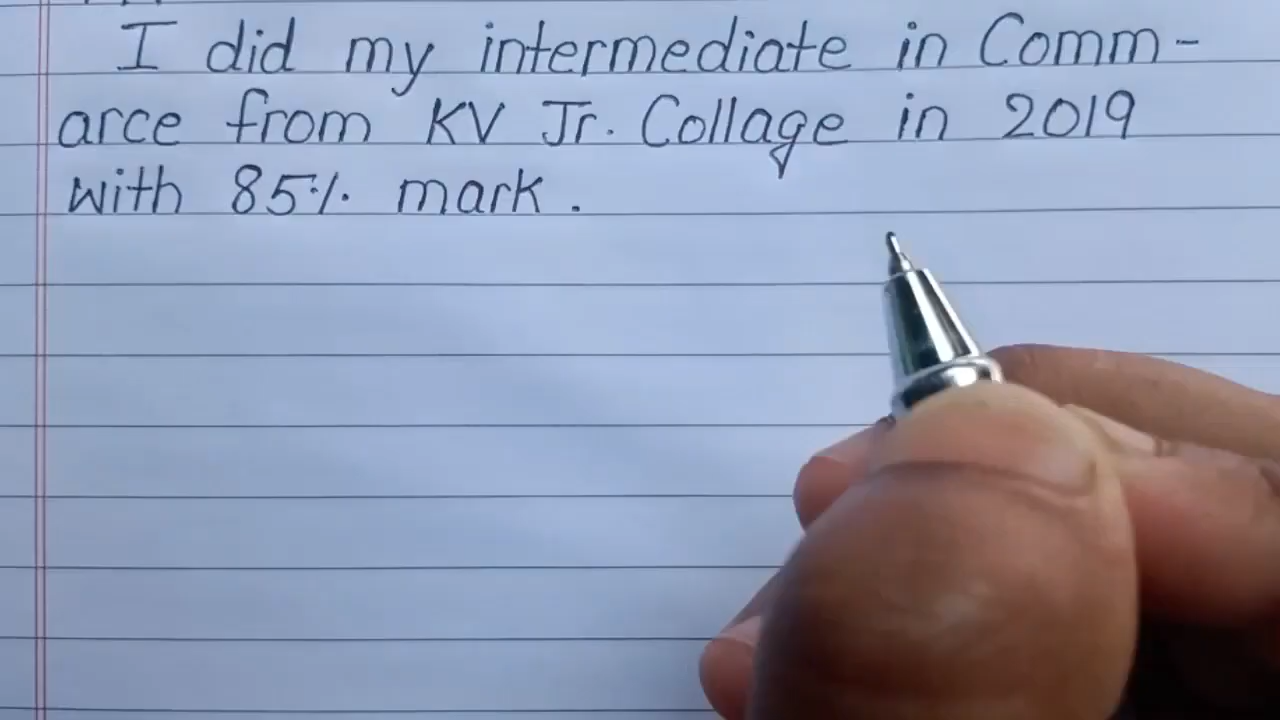 I did my intermediate in Comm-
arce from KV Jr. Collage in 2019
with 85% mark.